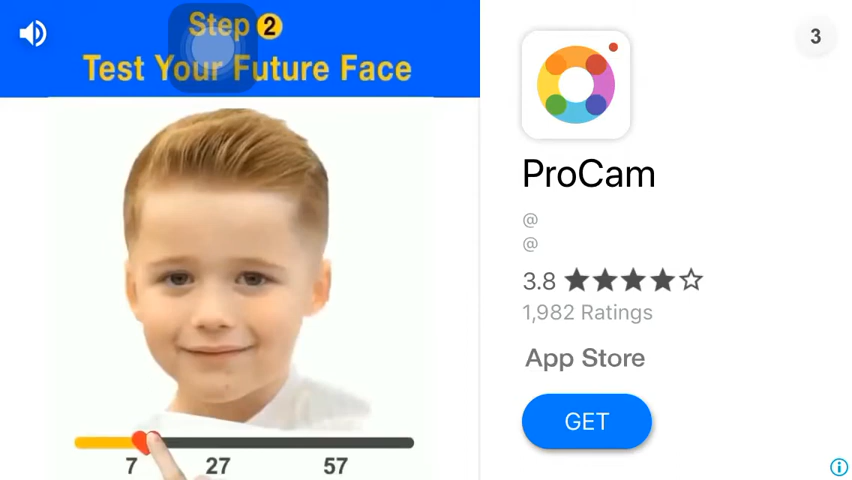 Step 2
Test Your Future Face
7 27 57
3
ProCam
@
@
3.8
1,982 Ratings
App Store
GET